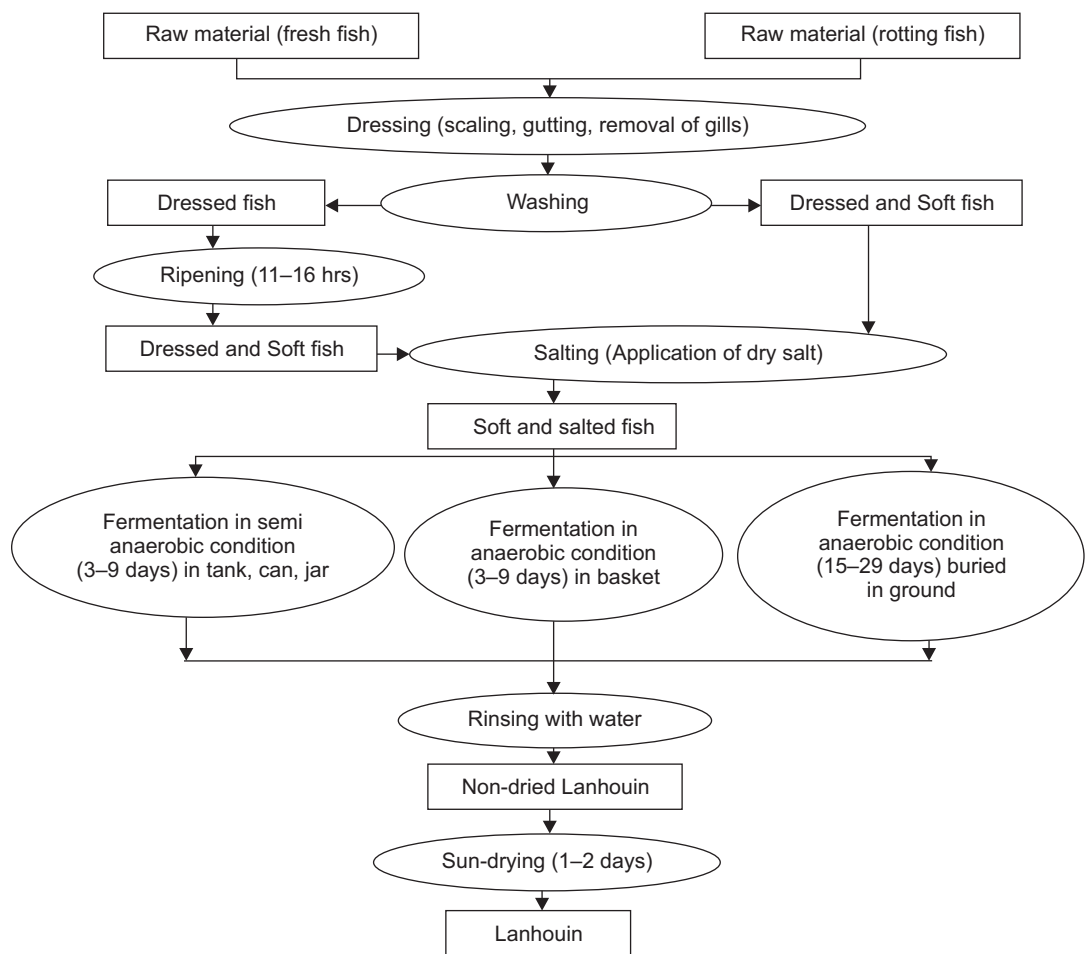 Raw material (fresh fish)
Raw material (rotting fish)
Dressing (scaling, gutting, removal of gills)
Dressed fish
Washing
Dressed and Soft fish
Ripening (11–16 hrs)
Dressed and Soft fish
Salting (Application of dry salt)
Soft and salted fish
Fermentation in semi
anaerobic condition
(3–9 days) in tank, can, jar
Fermentation in
anaerobic condition
(3–9 days) in basket
Fermentation in
anaerobic condition
(15–29 days) buried
in ground
Rinsing with water
Non-dried Lanhouin
Sun-drying (1–2 days)
Lanhouin